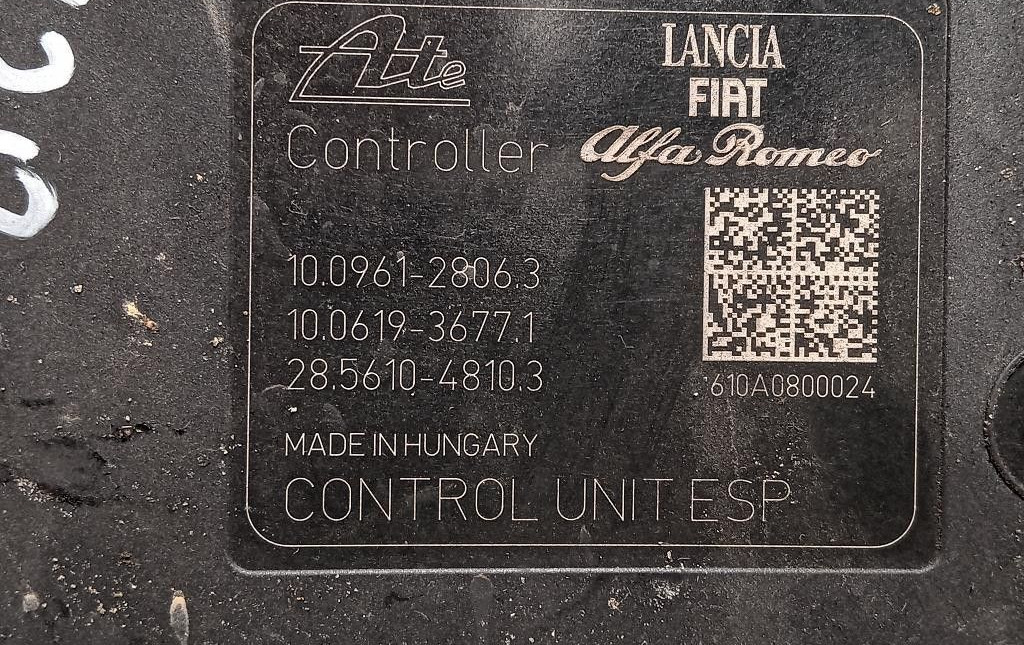 Ate
LANCIA
FIAT
Alfa Romeo
Controller
10.0961-2806.3
10.0619-3677.1
28.5610-4810.3
610A0800024
MADE IN HUNGARY
CONTROL UNIT ESP